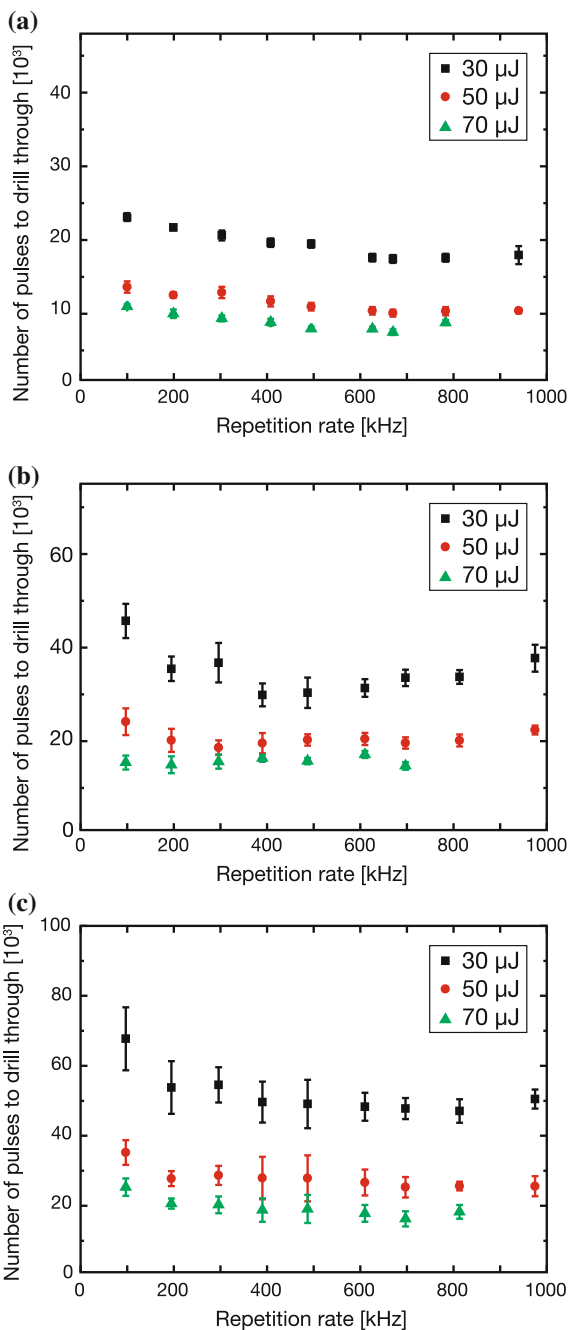 (a)
Number of pulses to drill through [10³]
40
30
20
10
0
30 µJ
50 µJ
70 µJ
0 200 400 600 800 1000
Repetition rate [kHz]
(b)
Number of pulses to drill through [10³]
60
40
20
0
30 µJ
50 µJ
70 µJ
0 200 400 600 800 1000
Repetition rate [kHz]
(c)
Number of pulses to drill through [10³]
100
80
60
40
20
0
30 µJ
50 µJ
70 µJ
0 200 400 600 800 1000
Repetition rate [kHz]